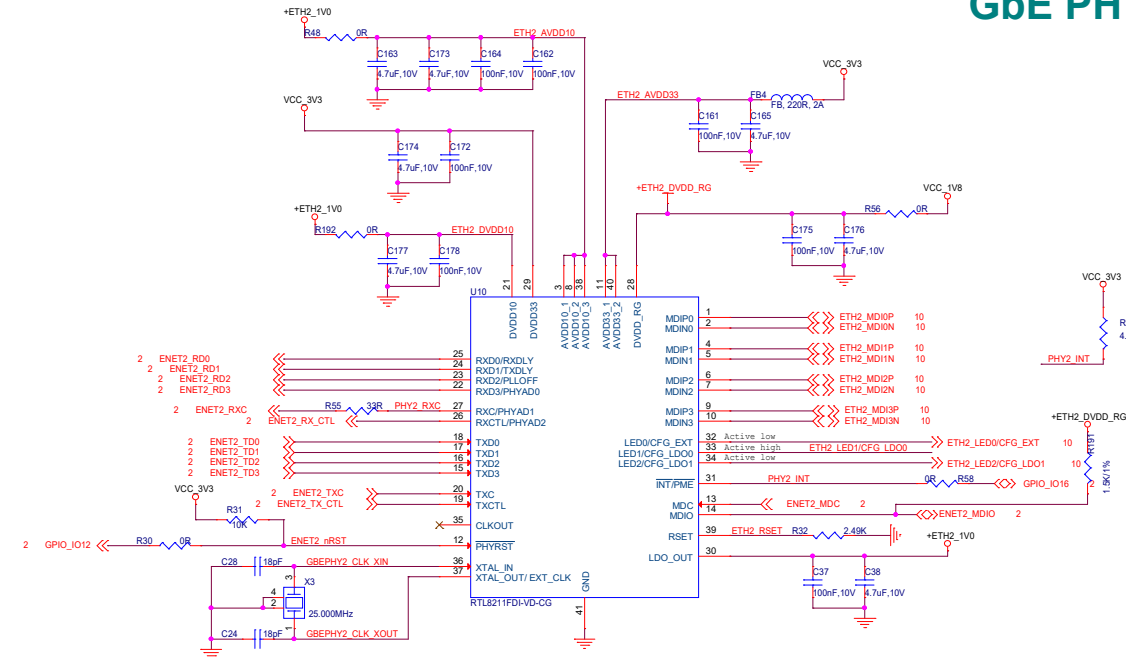 GbE PH
+ETH2_1V0
R48 0R ETH2_AVDD10
C163 C173 C164 C162
4.7uF,10V 4.7uF,10V 100nF,10V 100nF,10V
VCC_3V3
ETH2_AVDD33 FB4
FB, 220R, 2A
C161 C165
100nF,10V 4.7uF,10V
VCC_3V3
C174 C172
4.7uF,10V 100nF,10V
+ETH2_DVDD_RG VCC_1V8
R56 0R
C175 C176
100nF,10V 4.7uF,10V
+ETH2_1V0
R192 0R ETH2_DVDD10
C177 C178
4.7uF,10V 100nF,10V
VCC_3V3
R
4.
PHY2_INT
U10
21 29 3 8 38 11 40 28
DVDD10 DVDD33 AVDD10_1 AVDD10_2 AVDD10_3 AVDD33_1 AVDD33_2 DVDD_RG
MDIP0 1 ETH2_MDI0P 10
MDIN0 2 ETH2_MDI0N 10
MDIP1 4 ETH2_MDI1P 10
MDIN1 5 ETH2_MDI1N 10
MDIP2 6 ETH2_MDI2P 10
MDIN2 7 ETH2_MDI2N 10
MDIP3 9 ETH2_MDI3P 10
MDIN3 10 ETH2_MDI3N 10
2 ENET2_RD0 25 RXD0/RXDLY
2 ENET2_RD1 24 RXD1/TXDLY
2 ENET2_RD2 23 RXD2/PLLOFF
2 ENET2_RD3 22 RXD3/PHYAD0
2 ENET2_RXC R55 33R PHY2_RXC 27 RXC/PHYAD1
2 ENET2_RX_CTL 26 RXCTL/PHYAD2
2 ENET2_TD0 18 TXD0
2 ENET2_TD1 17 TXD1
2 ENET2_TD2 16 TXD2
2 ENET2_TD3 15 TXD3
2 ENET2_TXC 20 TXC
2 ENET2_TX_CTL 19 TXCTL
LED0/CFG_EXT 32 Active low ETH2_LED0/CFG_EXT 10
LED1/CFG_LDO0 33 Active high ETH2_LED1/CFG_LDO0
LED2/CFG_LDO1 34 Active low ETH2_LED2/CFG_LDO1 10
INT/PME 31 PHY2_INT 0R R58 GPIO_IO16 2
+ETH2_DVDD_RG
R191
1.5K/1%
MDC 13 ENET2_MDC 2
MDIO 14 ENET2_MDIO 2
VCC_3V3
R31
10K
35 CLKOUT
2 GPIO_IO12 R30 0R ENET2_nRST 12 PHYRST
RSET 39 ETH2_RSET R32 2.49K
+ETH2_1V0
LDO_OUT 30
C37 C38
100nF,10V 4.7uF,10V
C28 18pF GBEPHY2_CLK_XIN 36 XTAL_IN
37 XTAL_OUT/ EXT_CLK
3 X3
4
2
25.000MHz
1
C24 18pF GBEPHY2_CLK_XOUT
GND
41
RTL8211FDI-VD-CG